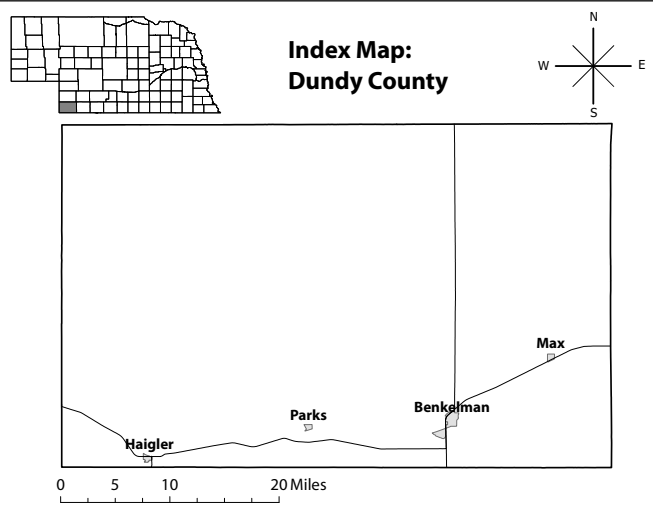 Index Map:
Dundy County
N
W
E
S
Max
Benkelman
Parks
Haigler
0 5 10 20 Miles